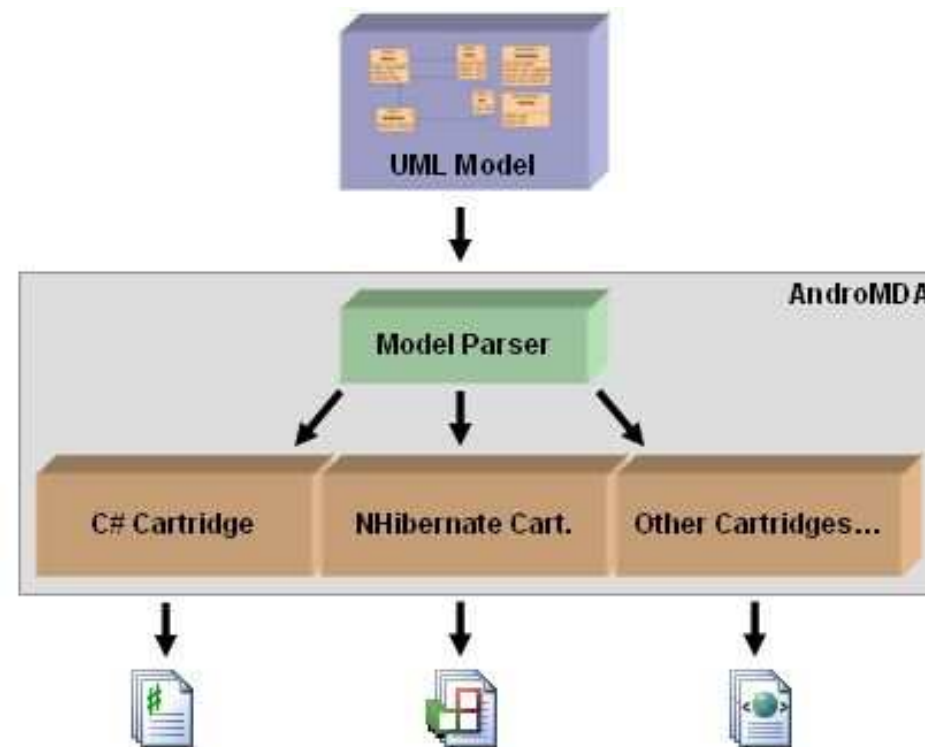 UML Model
AndroMDA
Model Parser
C# Cartridge
NHibernate Cart.
Other Cartridges...
#
< >